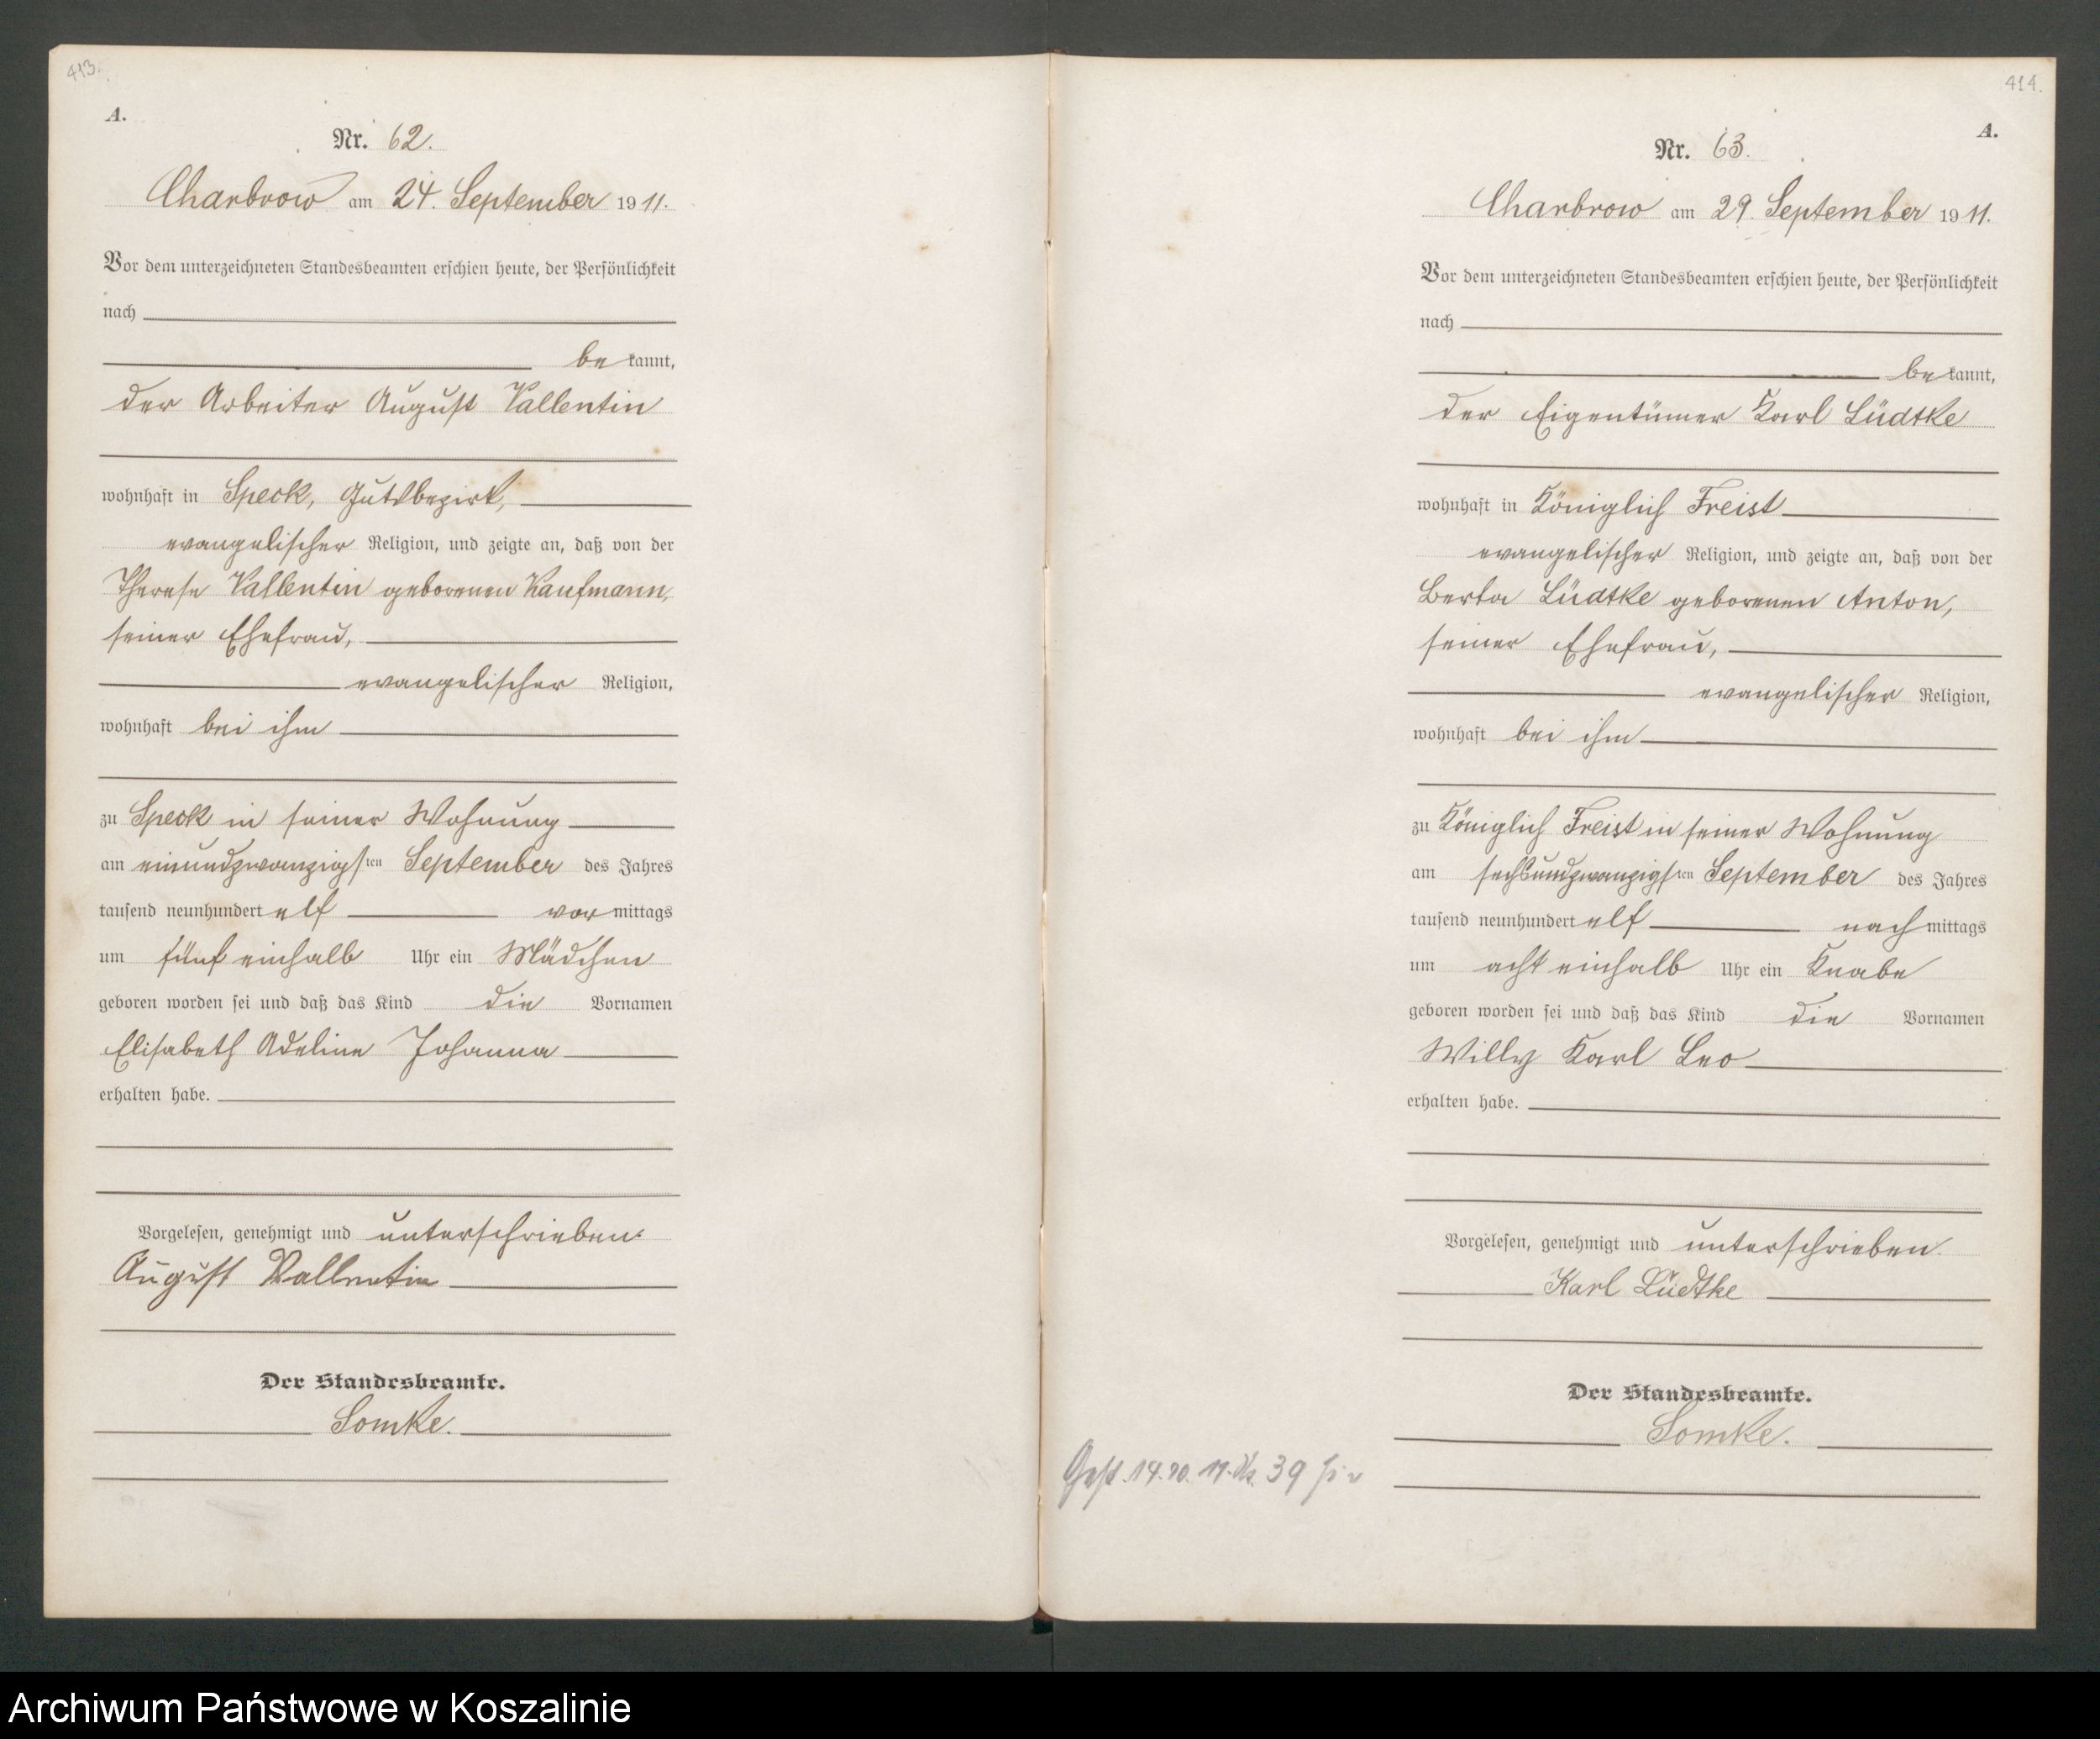 413.
A.
Nr. 62.
Charbrow am 24. September 1911.
Vor dem unterzeichneten Standesbeamten erschien heute, der Persönlichkeit
nach
be kannt,
der Arbeiter August Vallentin
wohnhaft in Speck, Gutsbezirk,
evangelischer Religion, und zeigte an, daß von der
Therese Vallentin geborenen Kaufmann,
seiner Ehefrau,
evangelischer Religion,
wohnhaft bei ihm
zu Speck in seiner Wohnung
am einundzwanzigsten September des Jahres
tausend neunhundert elf vormittags
um fünf einhalb Uhr ein Mädchen
geboren worden sei und daß das Kind die Vornamen
Elisabeth Adeline Johanna
erhalten habe.
Vorgelesen, genehmigt und unterschrieben.
August Vallentin
Der Standesbeamte.
Somke.
414.
A.
Nr. 63.
Charbrow am 29. September 1911.
Vor dem unterzeichneten Standesbeamten erschien heute, der Persönlichkeit
nach
be kannt,
der Eigentümer Karl Lüdtke
wohnhaft in Königlich Freist
evangelischer Religion, und zeigte an, daß von der
Berta Lüdtke geborenen Anton,
seiner Ehefrau,
evangelischer Religion,
wohnhaft bei ihm
zu Königlich Freist in seiner Wohnung
am sechsundzwanzigsten September des Jahres
tausend neunhundert elf nachmittags
um acht einhalb Uhr ein Knabe
geboren worden sei und daß das Kind die Vornamen
Willy Karl Leo
erhalten habe.
Vorgelesen, genehmigt und unterschrieben.
Karl Lüdtke
Der Standesbeamte.
Somke.
14.10. 39
Archiwum Państwowe w Koszalinie